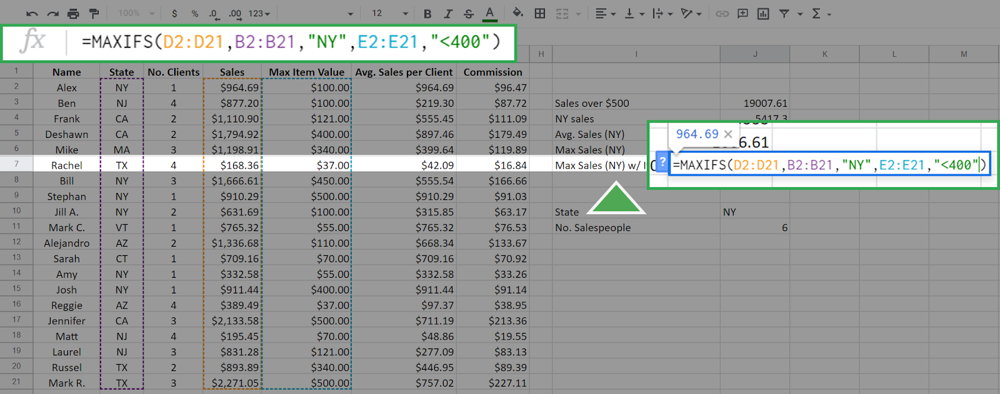 100% $ % .0 .00 123 12 B I S A Σ
fx =MAXIFS(D2:D21,B2:B21,"NY",E2:E21,"<400")
H I J K L M
1 Name State No. Clients Sales Max Item Value Avg. Sales per Client Commission
2 Alex NY 1 $964.69 $100.00 $964.69 $96.47
3 Ben NJ 4 $877.20 $100.00 $219.30 $87.72 Sales over $500 19007.61
4 Frank CA 2 $1,110.90 $121.00 $555.45 $111.09 NY sales 5417.3
5 Deshawn CA 2 $1,794.92 $400.00 $897.46 $179.49 Avg. Sales (NY)
964.69 ×
6.61
6 Mike MA 3 $1,198.91 $340.00 $399.64 $119.89 Max Sales (NY)
7 Rachel TX 4 $168.36 $37.00 $42.09 $16.84 Max Sales (NY) w/ ? =MAXIFS(D2:D21,B2:B21,"NY",E2:E21,"<400")
8 Bill NY 3 $1,666.61 $450.00 $555.54 $166.66
9 Stephan NY 1 $910.29 $500.00 $910.29 $91.03
10 Jill A. NY 2 $631.69 $100.00 $315.85 $63.17 State NY
11 Mark C. VT 1 $765.32 $55.00 $765.32 $76.53 No. Salespeople 6
12 Alejandro AZ 2 $1,336.68 $110.00 $668.34 $133.67
13 Sarah CT 1 $709.16 $70.00 $709.16 $70.92
14 Amy NY 1 $332.58 $55.00 $332.58 $33.26
15 Josh NY 1 $911.44 $400.00 $911.44 $91.14
16 Reggie AZ 4 $389.49 $37.00 $97.37 $38.95
17 Jennifer CA 3 $2,133.58 $500.00 $711.19 $213.36
18 Matt NJ 4 $195.45 $70.00 $48.86 $19.55
19 Laurel NJ 3 $831.28 $121.00 $277.09 $83.13
20 Russel TX 2 $893.89 $340.00 $446.95 $89.39
21 Mark R. TX 3 $2,271.05 $500.00 $757.02 $227.11